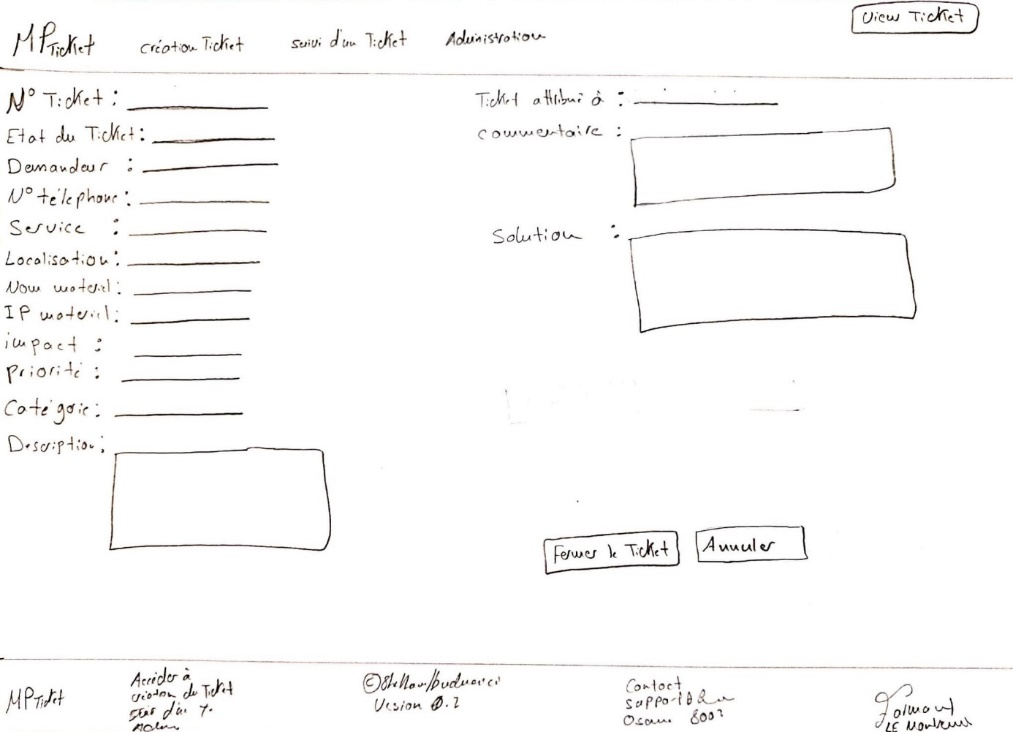 View Ticket
MPTicket création Ticket suivi d'un Ticket Administration
N° Ticket :
Etat du Ticket :
Demandeur :
N° téléphone :
Service :
Localisation :
Nom materiel :
IP materiel :
impact :
Priorité :
Catégorie :
Description :
Ticket attribué à :
commentaire :
Solution :
Fermer le Ticket
Annuler
MPTicket
Accéder à
création de Ticket
Version 0.2
Contact
support